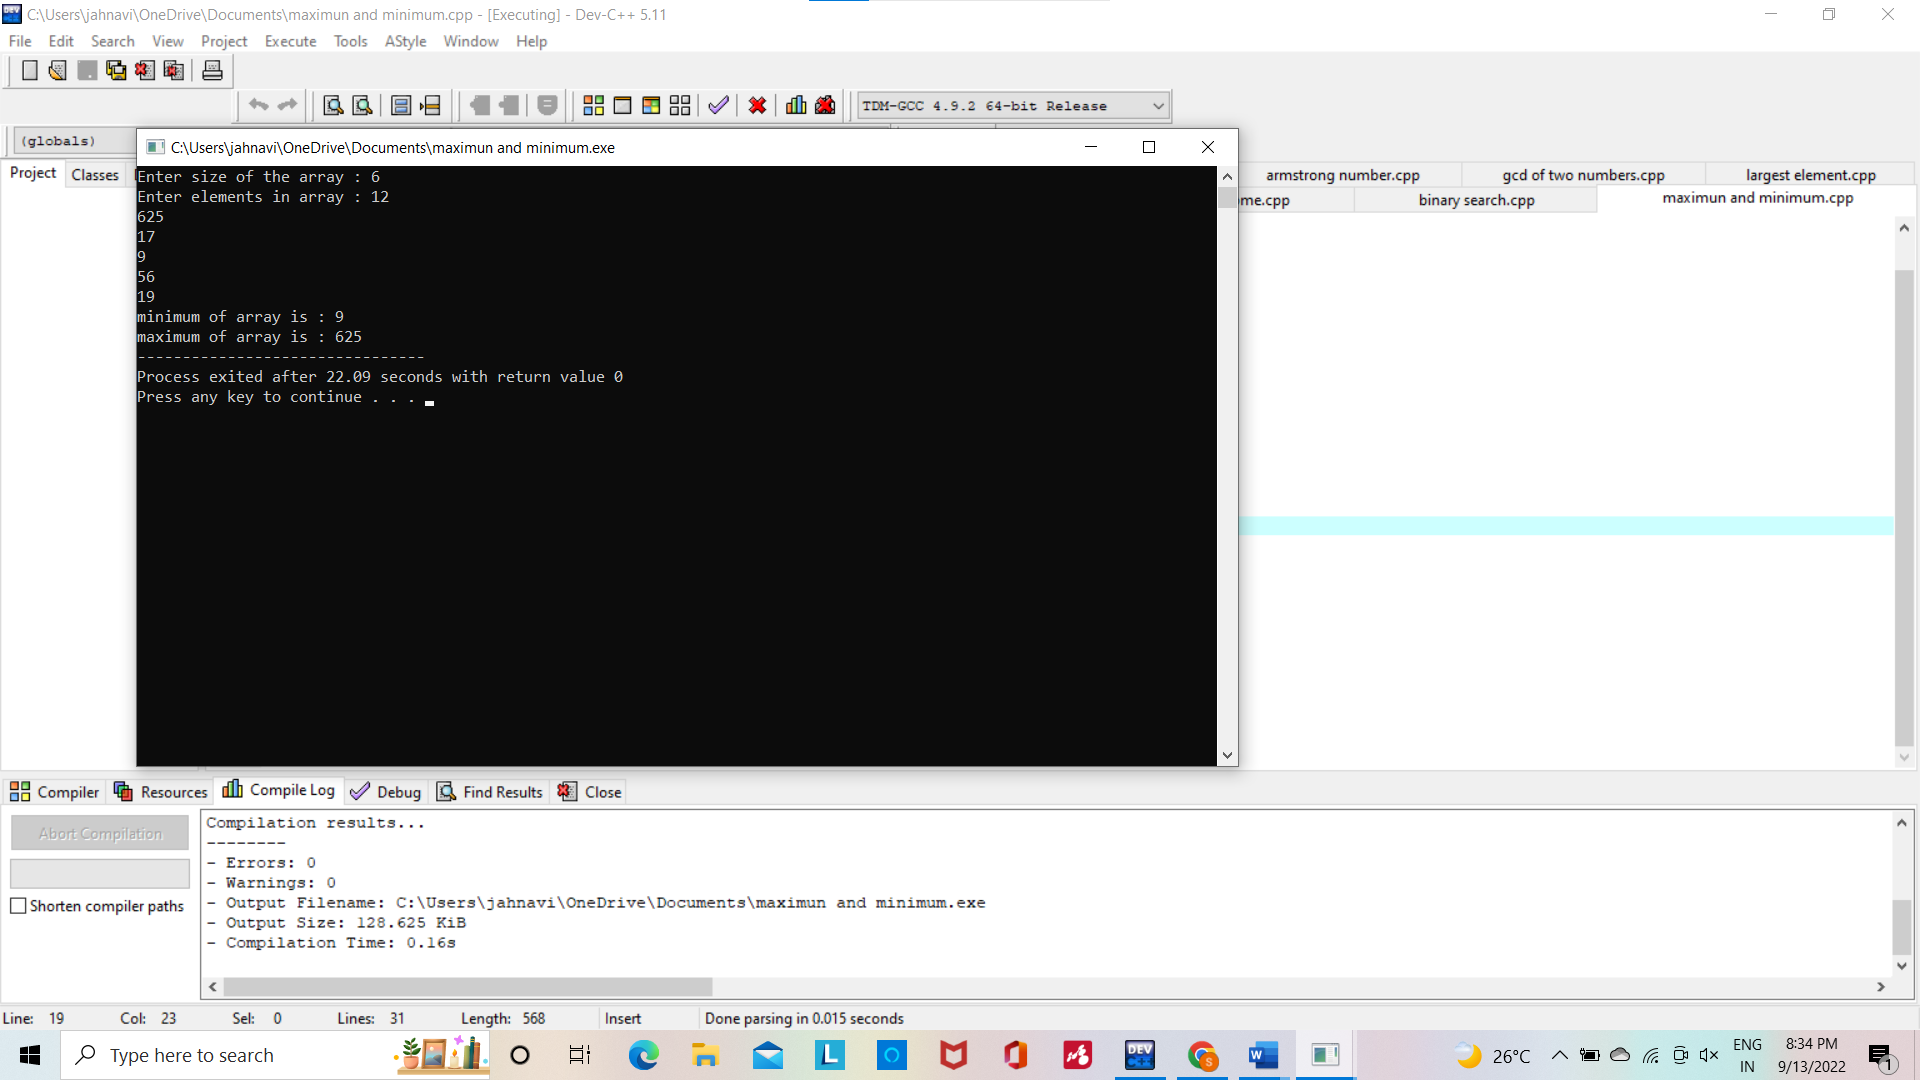 C:\Users\jahnavi\OneDrive\Documents\maximun and minimum.cpp - [Executing] - Dev-C++ 5.11
File Edit Search View Project Execute Tools AStyle Window Help
TDM-GCC 4.9.2 64-bit Release
(globals)
C:\Users\jahnavi\OneDrive\Documents\maximun and minimum.exe
Project Classes
armstrong number.cpp gcd of two numbers.cpp largest element.cpp
me.cpp binary search.cpp maximun and minimum.cpp
Enter size of the array : 6
Enter elements in array : 12
625
17
9
56
19
minimum of array is : 9
maximum of array is : 625
--------------------------------
Process exited after 22.09 seconds with return value 0
Press any key to continue . . .
Compiler Resources Compile Log Debug Find Results Close
Abort Compilation
Shorten compiler paths
Compilation results...
--------
- Errors: 0
- Warnings: 0
- Output Filename: C:\Users\jahnavi\OneDrive\Documents\maximun and minimum.exe
- Output Size: 128.625 KiB
- Compilation Time: 0.16s
Line: 19 Col: 23 Sel: 0 Lines: 31 Length: 568 Insert Done parsing in 0.015 seconds
Type here to search
L
DEV
C++
S
W
26°C
ENG
IN
8:34 PM
9/13/2022
1